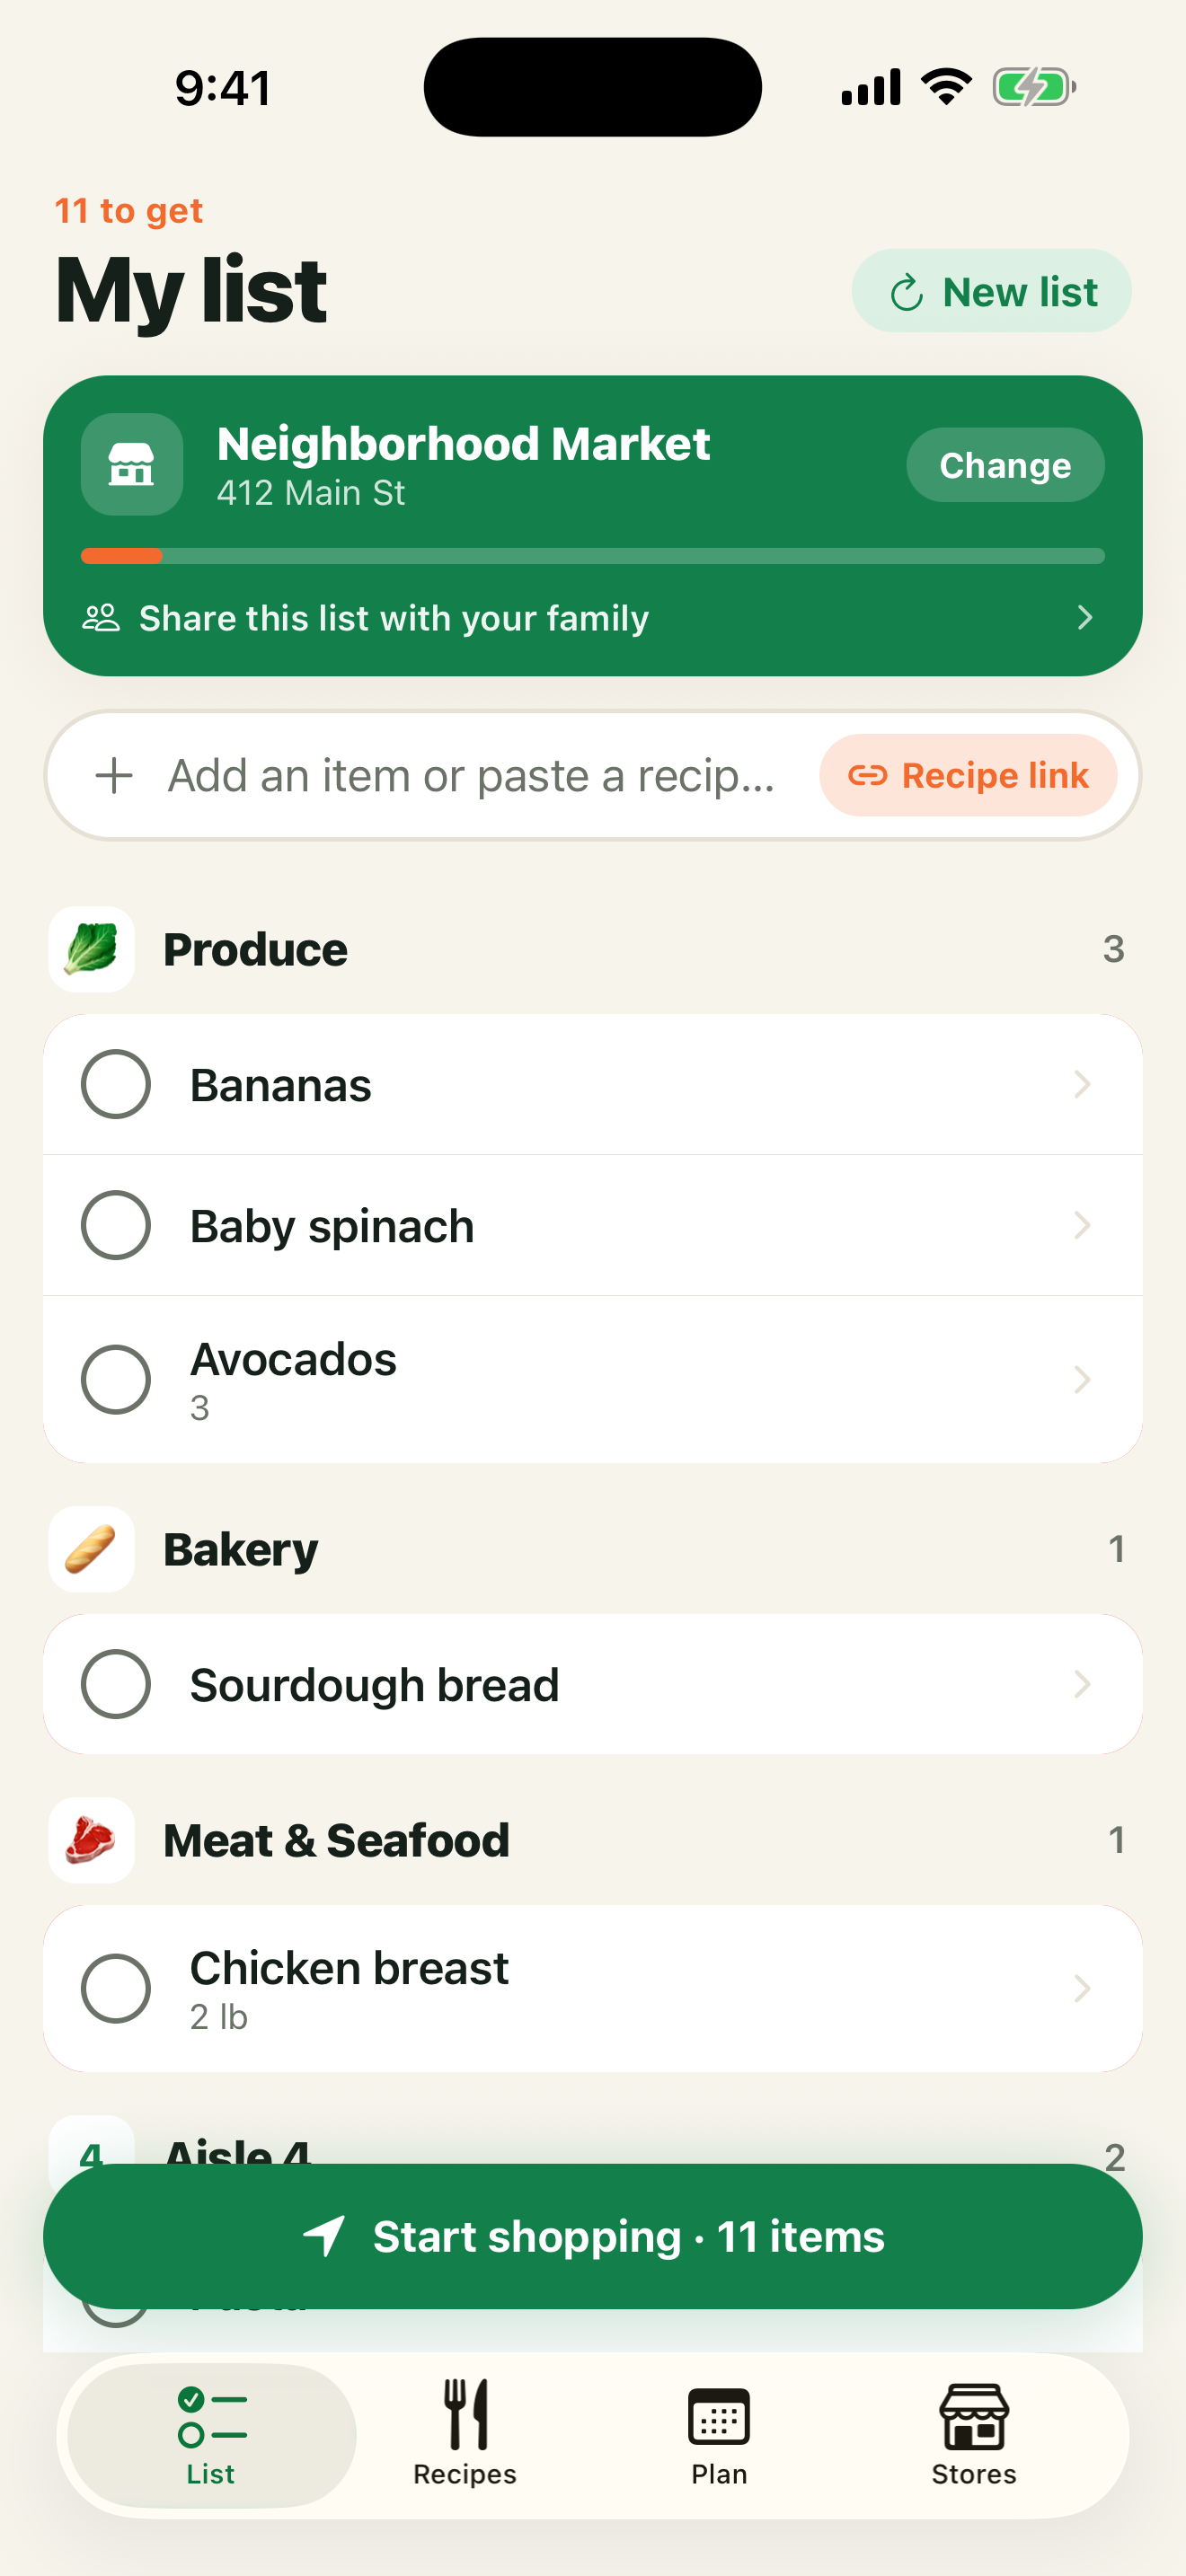 9:41
11 to get
My list
New list
Neighborhood Market
412 Main St
Change
Share this list with your family
Add an item or paste a recip...
Recipe link
Produce
3
Bananas
Baby spinach
Avocados
3
Bakery
1
Sourdough bread
Meat & Seafood
1
Chicken breast
2 lb
4
Aisle 4
2
Start shopping · 11 items
List
Recipes
Plan
Stores